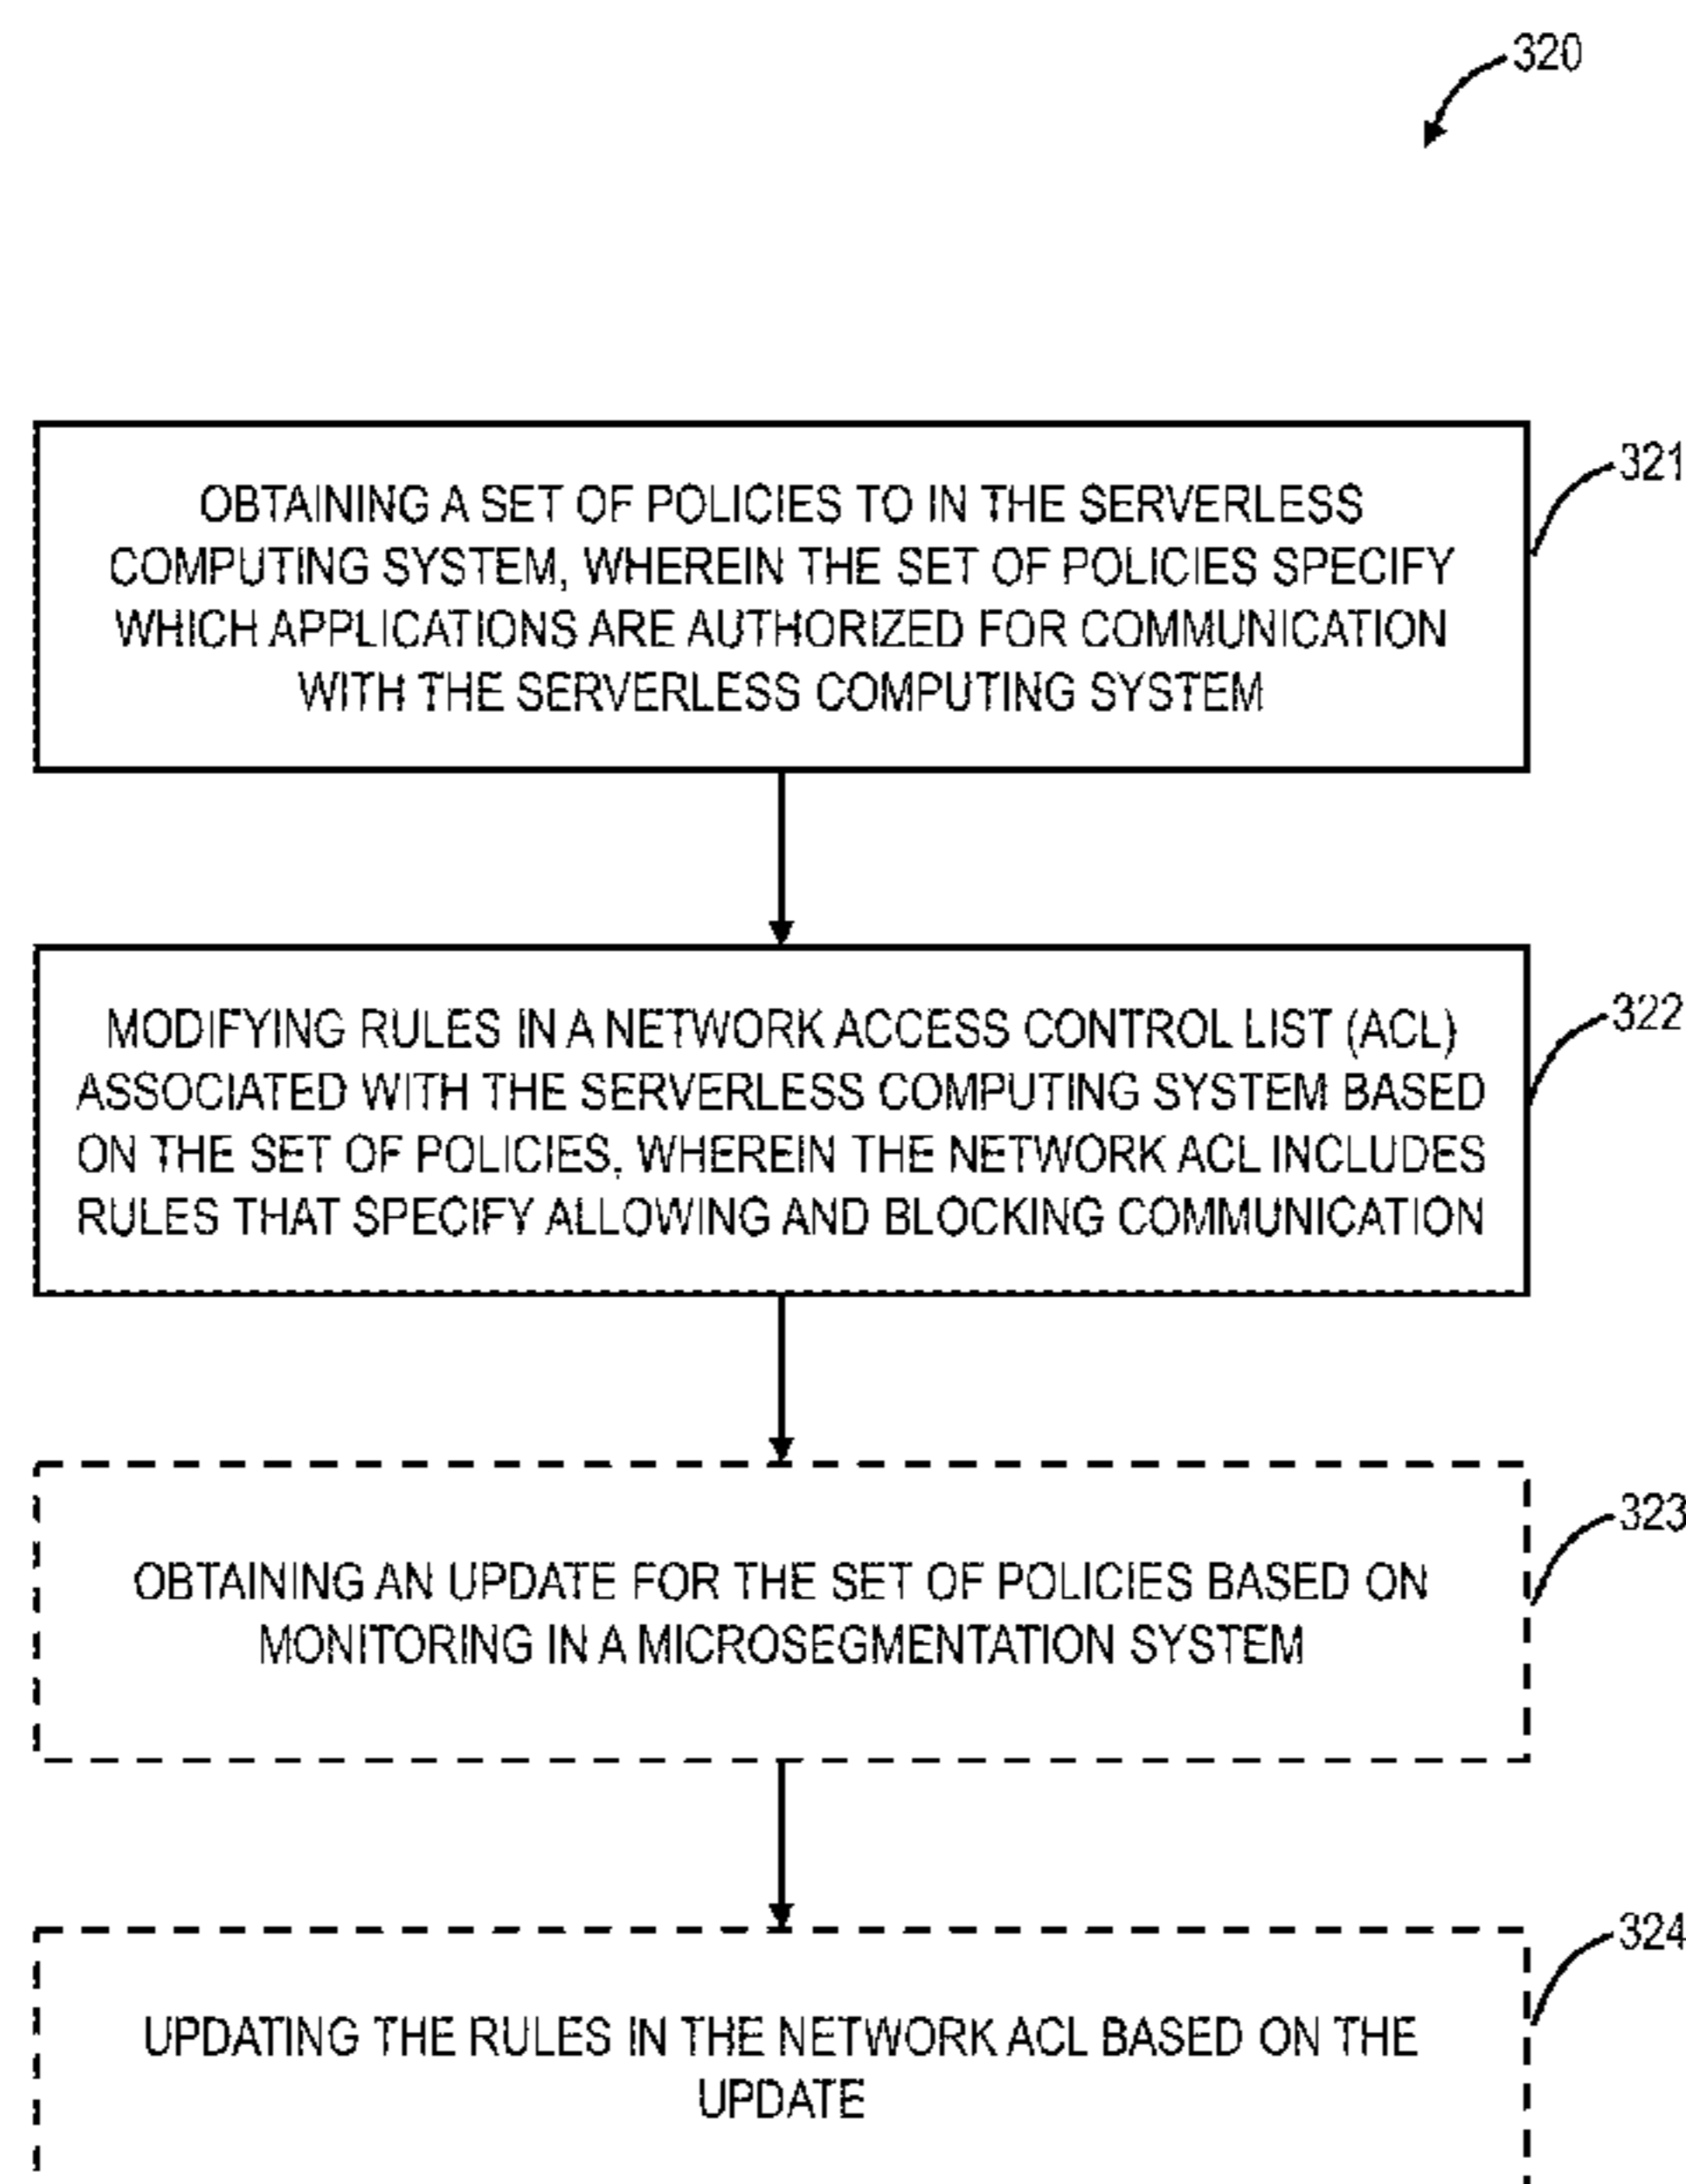 320
321
OBTAINING A SET OF POLICIES TO IN THE SERVERLESS
COMPUTING SYSTEM, WHEREIN THE SET OF POLICIES SPECIFY
WHICH APPLICATIONS ARE AUTHORIZED FOR COMMUNICATION
WITH THE SERVERLESS COMPUTING SYSTEM
322
MODIFYING RULES IN A NETWORK ACCESS CONTROL LIST (ACL)
ASSOCIATED WITH THE SERVERLESS COMPUTING SYSTEM BASED
ON THE SET OF POLICIES, WHEREIN THE NETWORK ACL INCLUDES
RULES THAT SPECIFY ALLOWING AND BLOCKING COMMUNICATION
323
OBTAINING AN UPDATE FOR THE SET OF POLICIES BASED ON
MONITORING IN A MICROSEGMENTATION SYSTEM
324
UPDATING THE RULES IN THE NETWORK ACL BASED ON THE
UPDATE